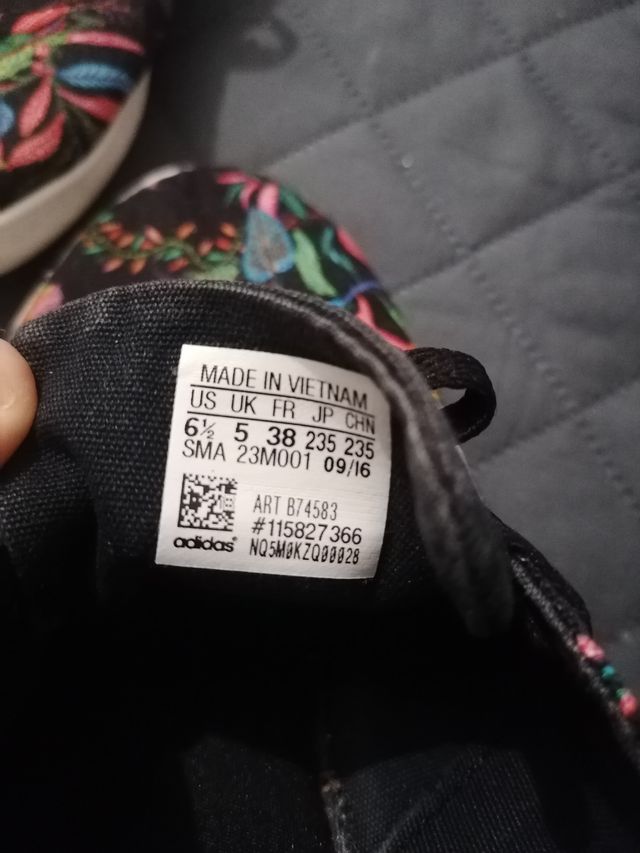 MADE IN VIETNAM
US UK FR JP CHN
6½ 5 38 235 235
SMA 23M001 09/16
ART B74583
#115827366
adidas® NQ5M0KZQ00028